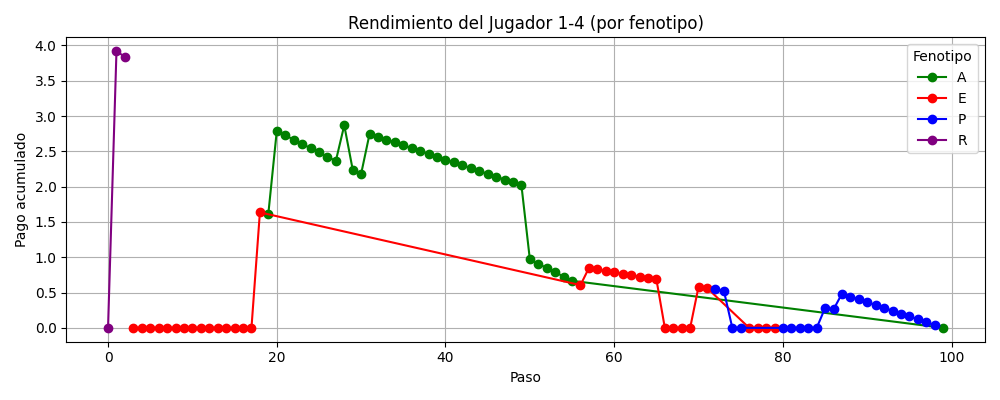 Rendimiento del Jugador 1-4 (por fenotipo)
Pago acumulado
4.0
3.5
3.0
2.5
2.0
1.5
1.0
0.5
0.0
0 20 40 60 80 100
Paso
Fenotipo
A
E
P
R